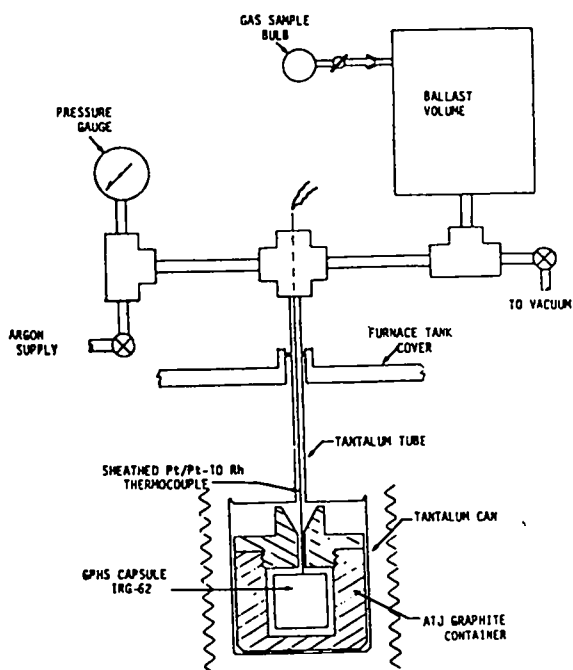 GAS SAMPLE
BULB
BALLAST
VOLUME
PRESSURE
GAUGE
TO VACUUM
ARGON
SUPPLY
FURNACE TANK
COVER
TANTALUM TUBE
SHEATHED Pt/Pt-10 Rh
THERMOCOUPLE
TANTALUM CAN
GPHS CAPSULE
IRG-62
ATJ GRAPHITE
CONTAINER